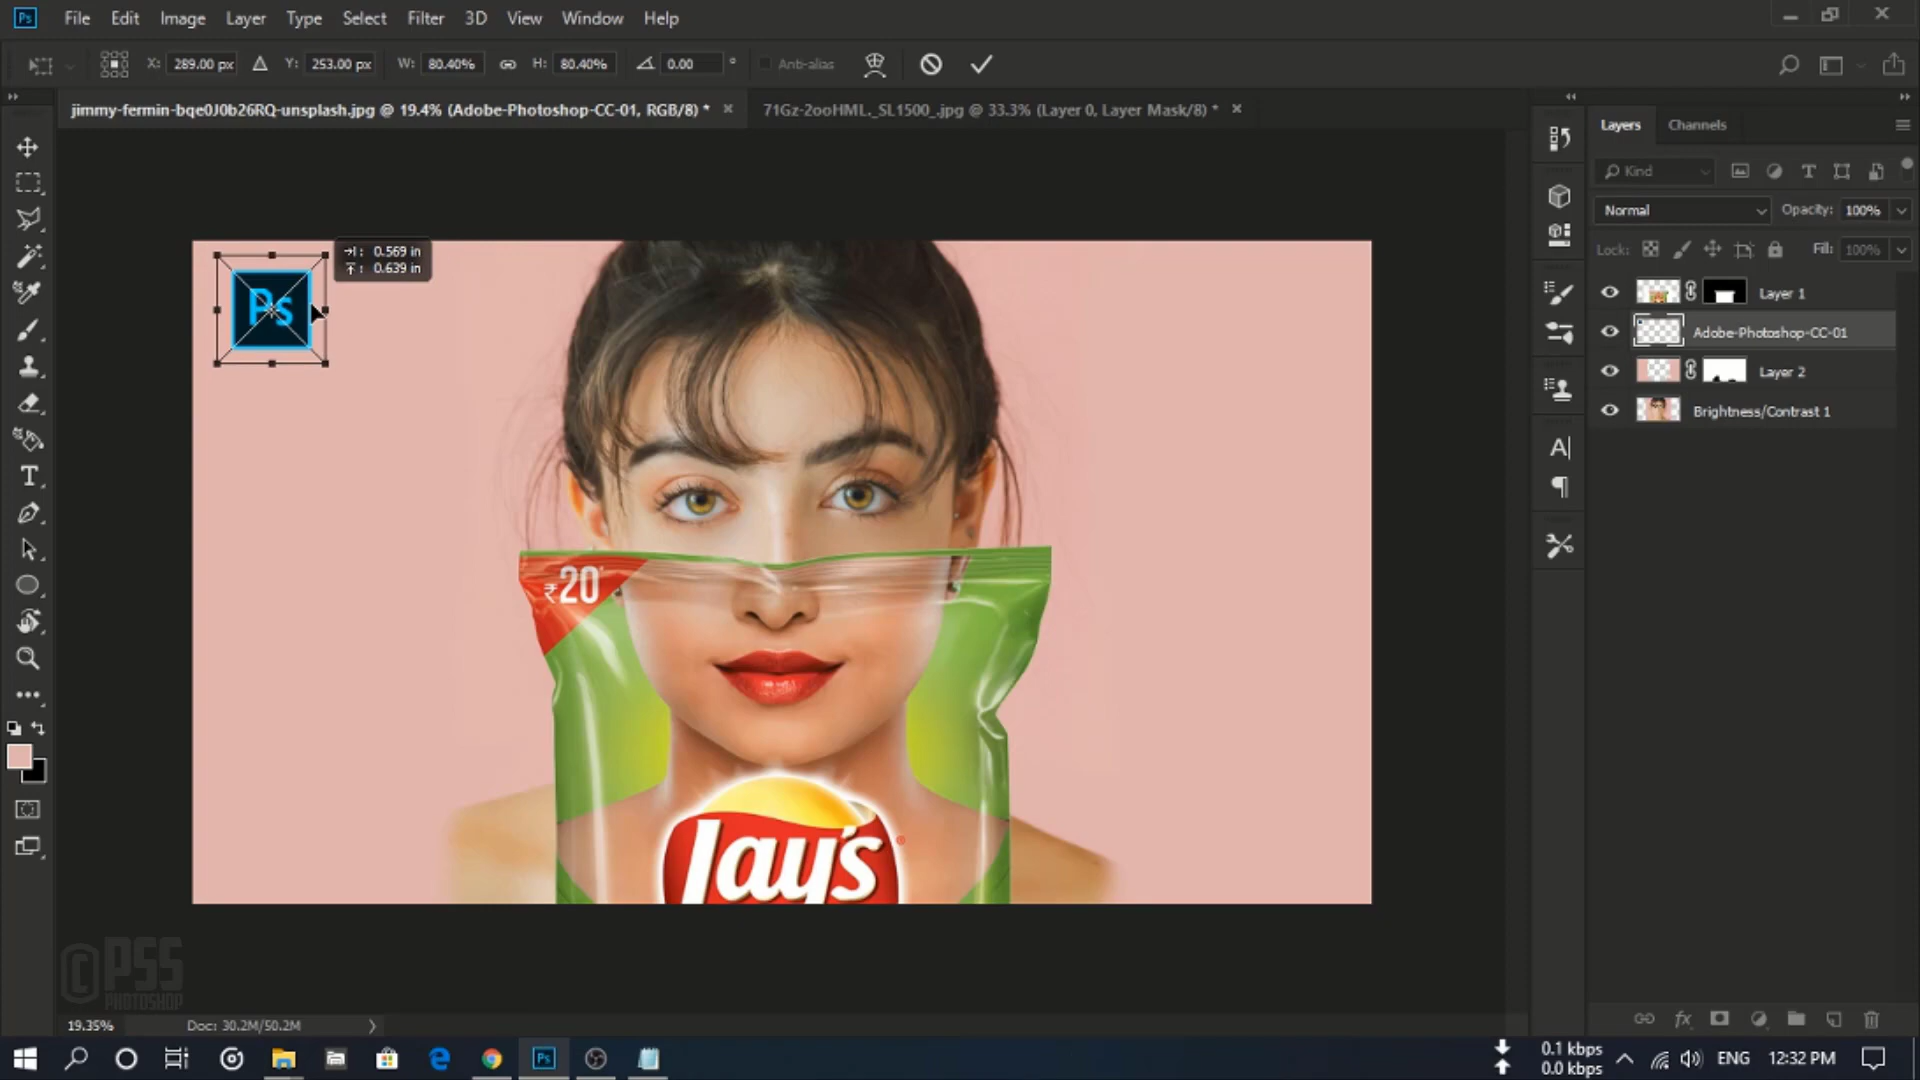 Ps File Edit Image Layer Type Select Filter 3D View Window Help
X: 289.00 px Y: 253.00 px W: 80.40% H: 80.40% 0.00 ° Anti-alias
jimmy-fermin-bqe0J0b26RQ-unsplash.jpg @ 19.4% (Adobe-Photoshop-CC-01, RGB/8) * 71Gz-2ooHML._SL1500_.jpg @ 33.3% (Layer 0, Layer Mask/8) *
Layers Channels
Kind
Normal Opacity: 100%
Lock: Fill: 100%
Layer 1
Adobe-Photoshop-CC-01
Layer 2
Brightness/Contrast 1
0.569 in
0.639 in
Ps
₹20*
Lay's®
© PSS
PHOTOSHOP
19.35% Doc: 30.2M/50.2M
0.1 kbps
0.0 kbps
ENG 12:32 PM